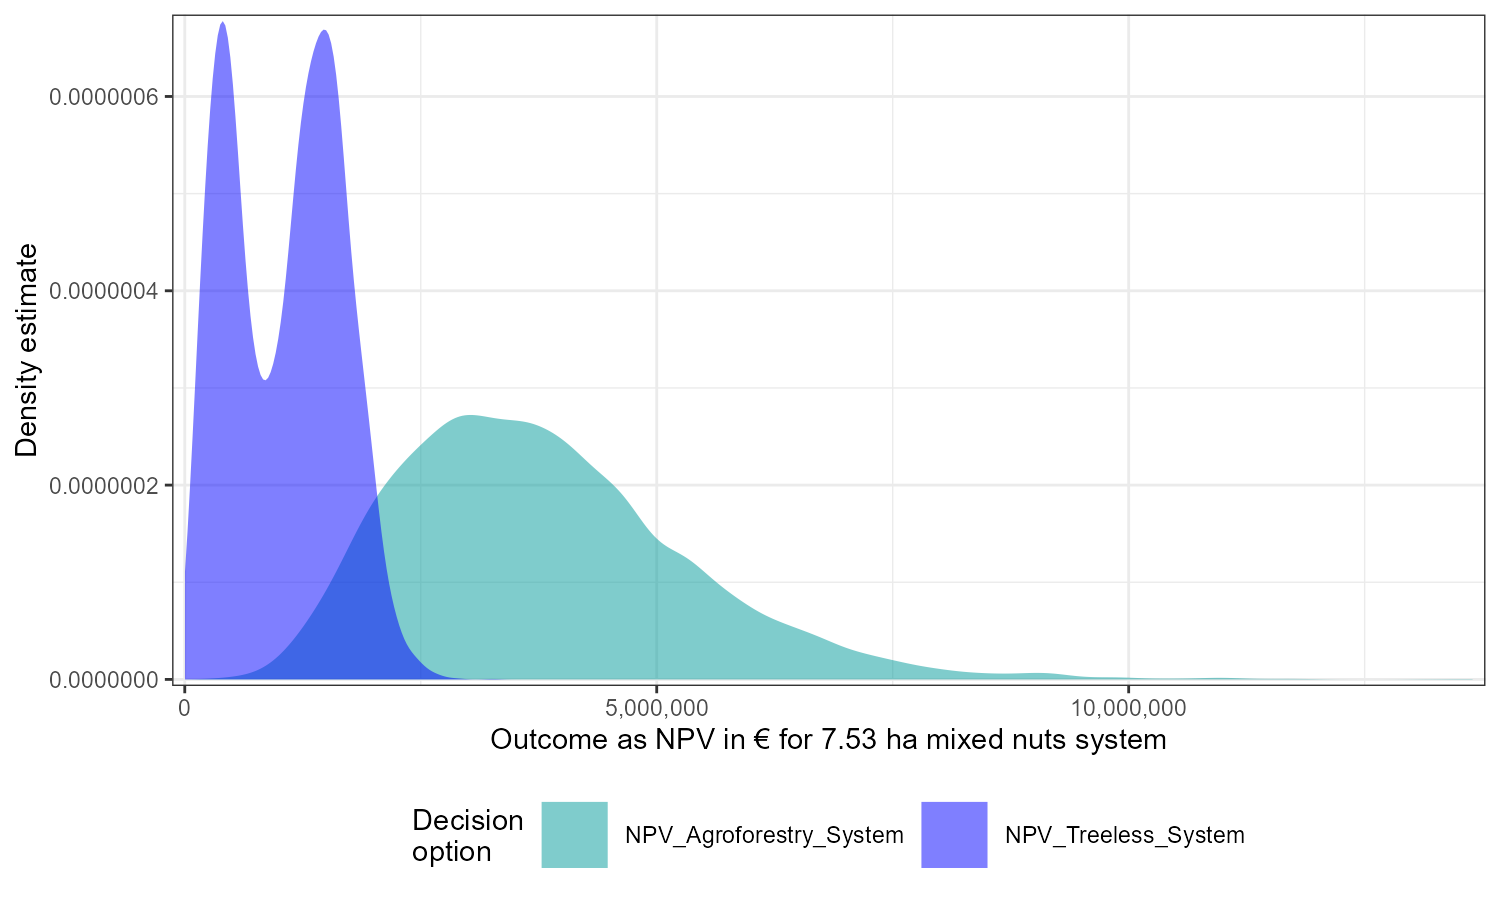 Density estimate
0.0000006
0.0000004
0.0000002
0.0000000
0
5,000,000
10,000,000
Outcome as NPV in € for 7.53 ha mixed nuts system
Decision
option
NPV_Agroforestry_System
NPV_Treeless_System